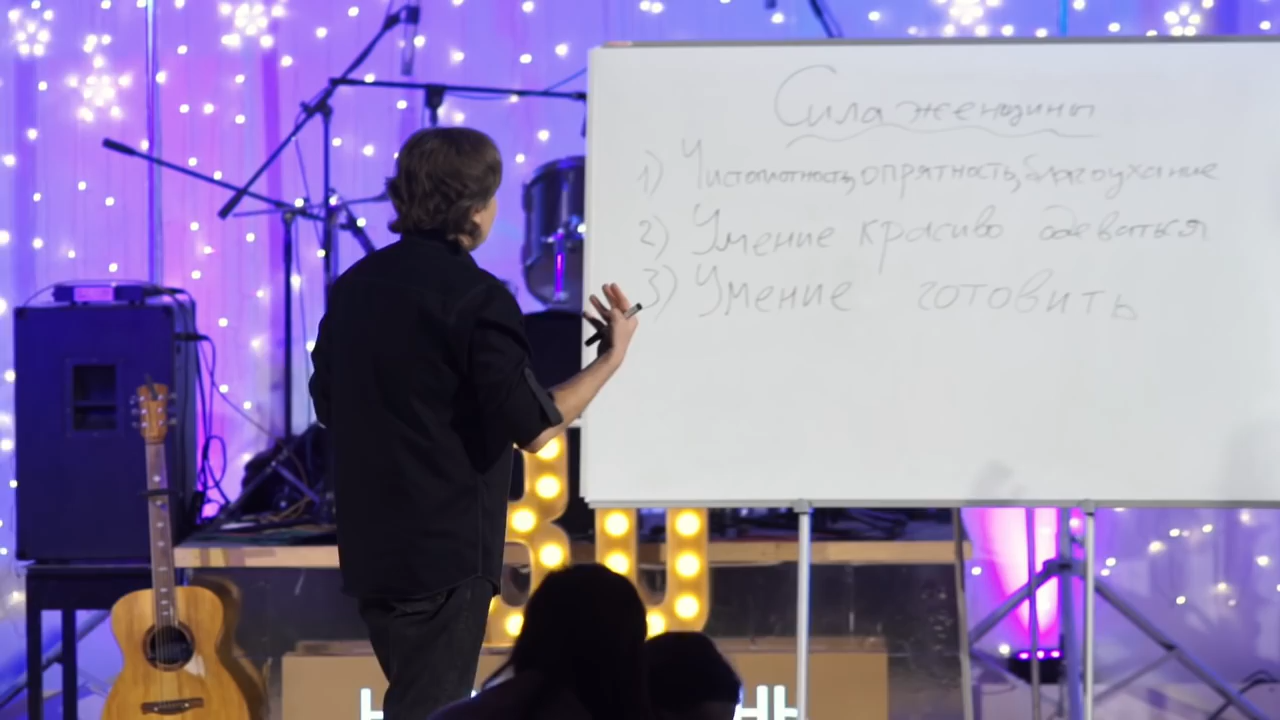 Сила женщины
1) Чистоплотность, опрятность, благоухание
2) Умение красиво одеваться
3) Умение готовить